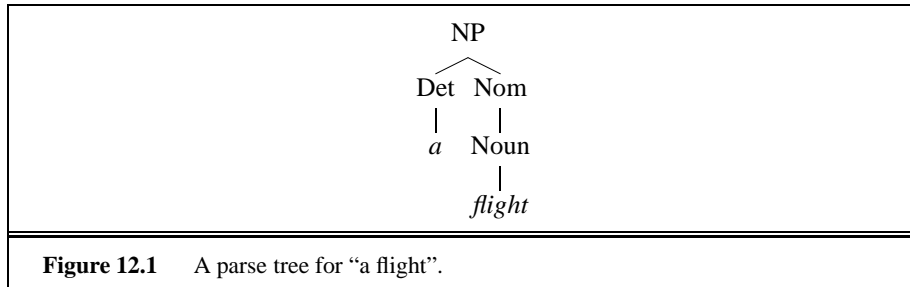 NP
Det Nom
a Noun
flight
Figure 12.1 A parse tree for “a flight”.